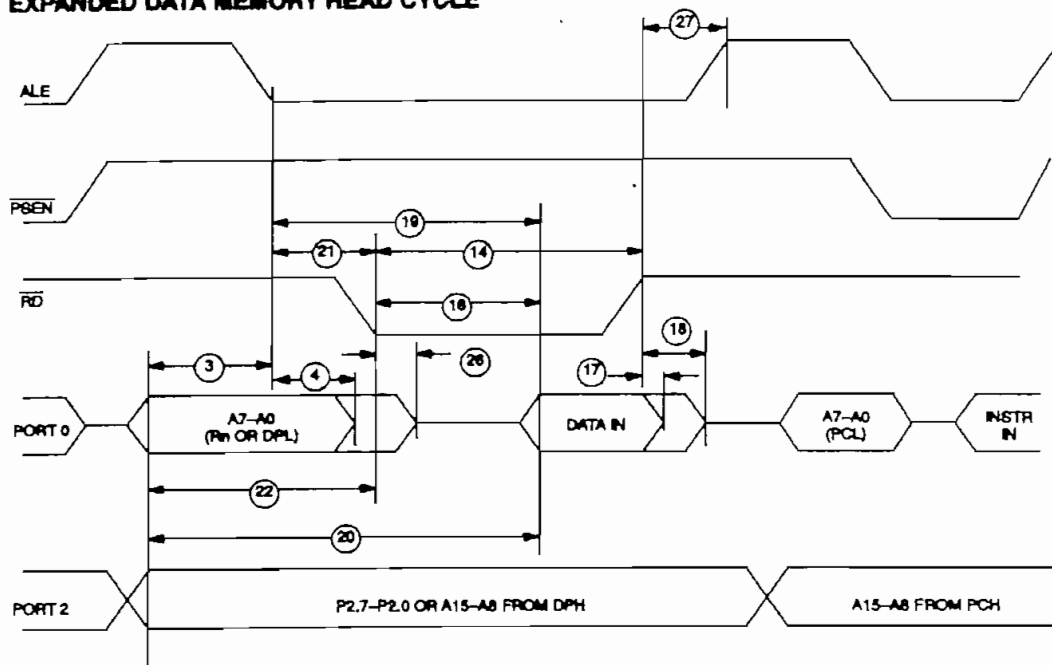 EXPANDED DATA MEMORY READ CYCLE
27
ALE
PSEN
19
21
14
RD
16
18
3
4
26
17
PORT 0
A7–A0
(Rn OR DPL)
DATA IN
A7–A0
(PCL)
INSTR
IN
22
20
PORT 2
P2.7–P2.0 OR A15–A8 FROM DPH
A15–A8 FROM PCH